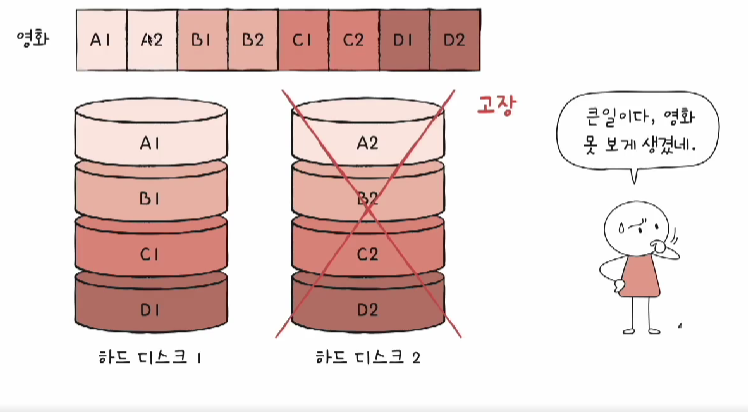 영화 A1 A2 B1 B2 C1 C2 D1 D2
고장
A1 A2
B1 B2
C1 C2
D1 D2
하드 디스크 1 하드 디스크 2
큰일이다, 영화
못 보게 생겼네.